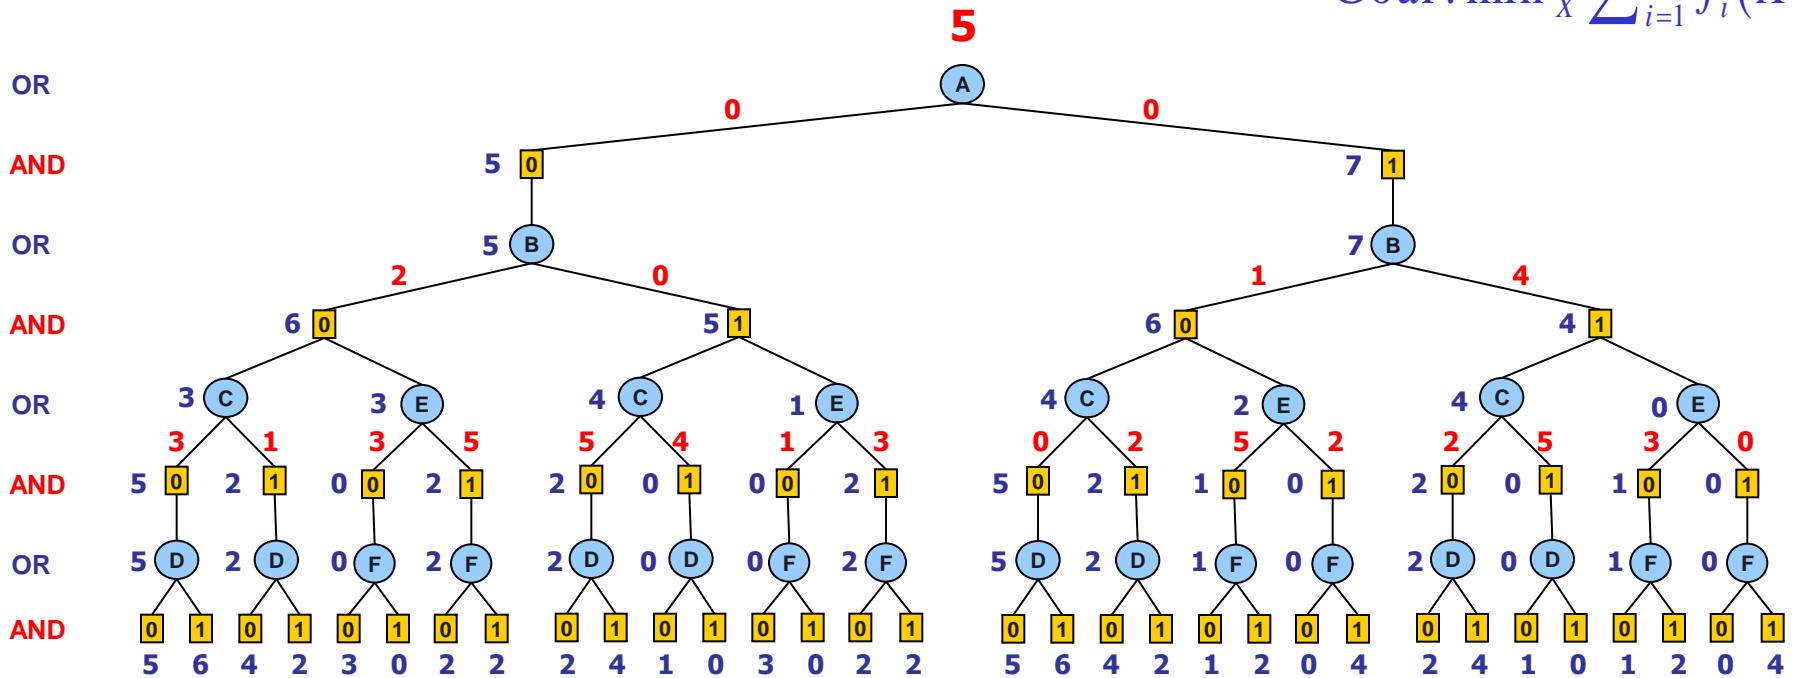 Goal: min X ∑ i=1 f i (X
5
OR A
0 0
AND 5 0 7 1
OR 5 B 7 B
2 0 1 4
AND 6 0 5 1 6 0 4 1
OR 3 C 3 E 4 C 1 E 4 C 2 E 4 C 0 E
3 1 3 5 5 4 1 3 0 2 5 2 2 5 3 0
AND 5 0 2 1 0 0 2 1 2 0 0 1 0 0 2 1 5 0 2 1 1 0 0 1 2 0 0 1 1 0 0 1
OR 5 D 2 D 0 F 2 F 2 D 0 D 0 F 2 F 5 D 2 D 1 F 0 F 2 D 0 D 1 F 0 F
AND 0 1 0 1 0 1 0 1 0 1 0 1 0 1 0 1 0 1 0 1 0 1 0 1 0 1 0 1 0 1 0 1
5 6 4 2 3 0 2 2 2 4 1 0 3 0 2 2 5 6 4 2 1 2 0 4 2 4 1 0 1 2 0 4